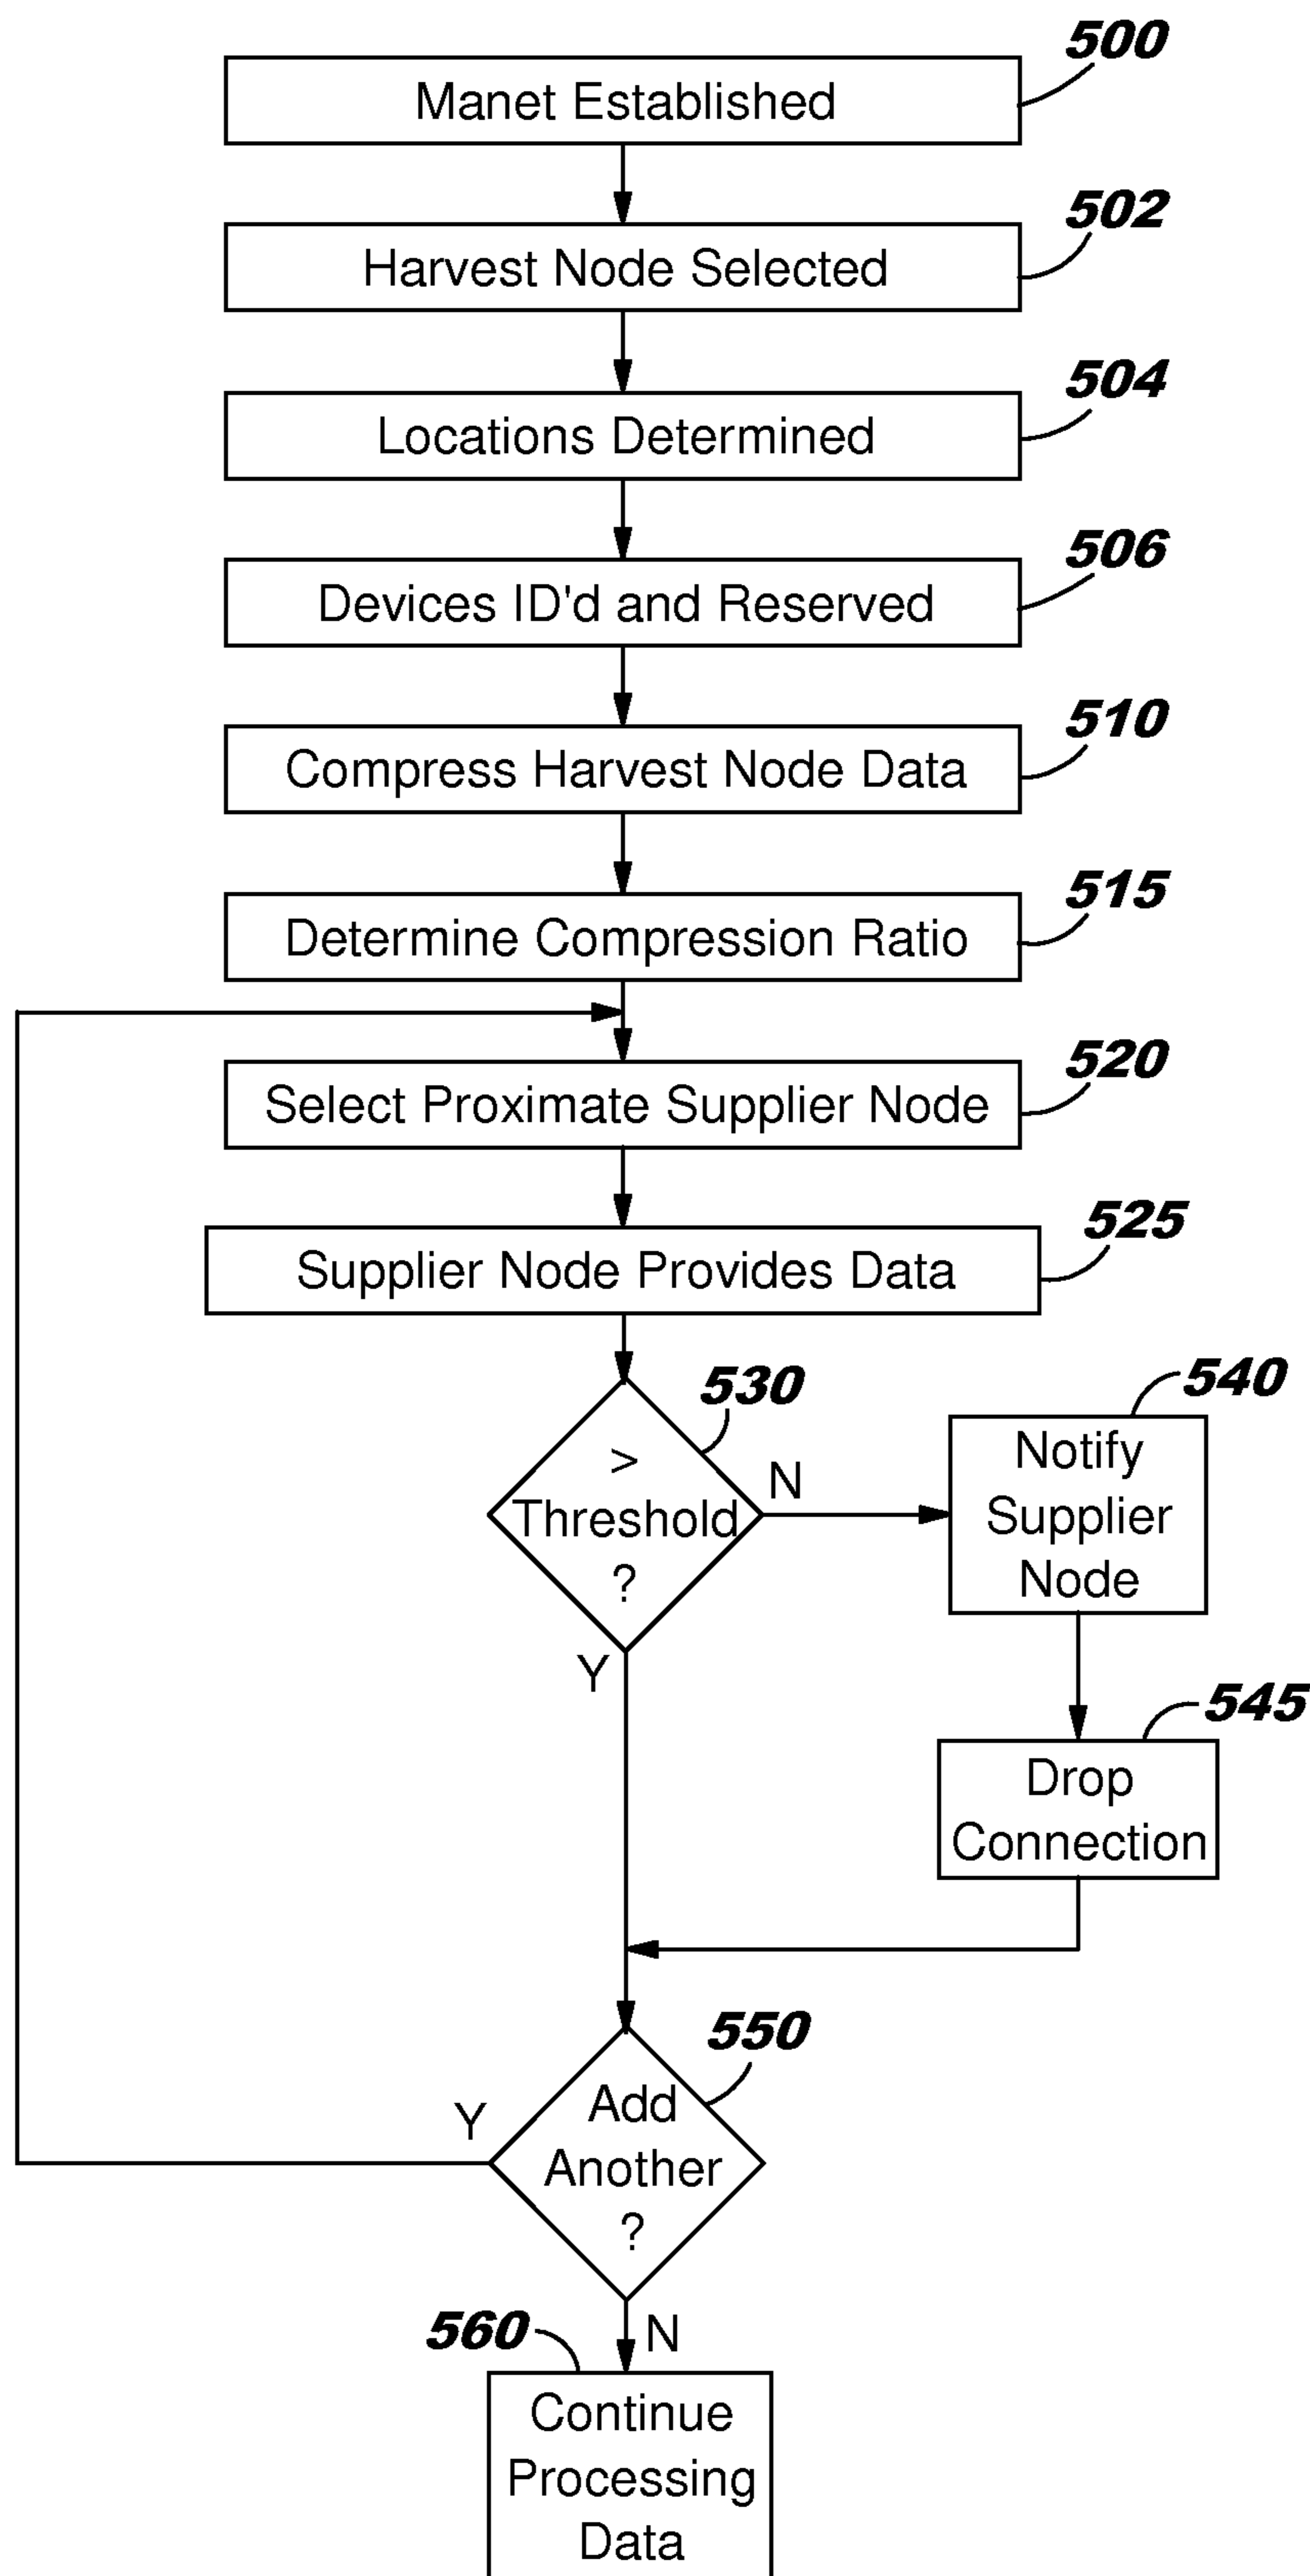 500
Manet Established
502
Harvest Node Selected
504
Locations Determined
506
Devices ID'd and Reserved
510
Compress Harvest Node Data
515
Determine Compression Ratio
520
Select Proximate Supplier Node
525
Supplier Node Provides Data
530
>
Threshold
?
N
Y
540
Notify
Supplier
Node
545
Drop
Connection
550
Add
Another
?
Y
N
560
Continue
Processing
Data